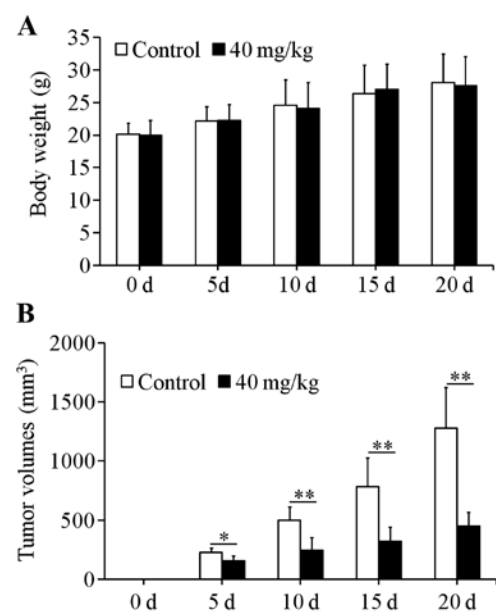 A
Control 40 mg/kg
Body weight (g)
35
30
25
20
15
10
5
0
0 d 5d 10 d 15 d 20 d
B
Control 40 mg/kg
Tumor volumes (mm³)
2000
1500
1000
500
0
* ** ** **
0 d 5 d 10 d 15 d 20 d